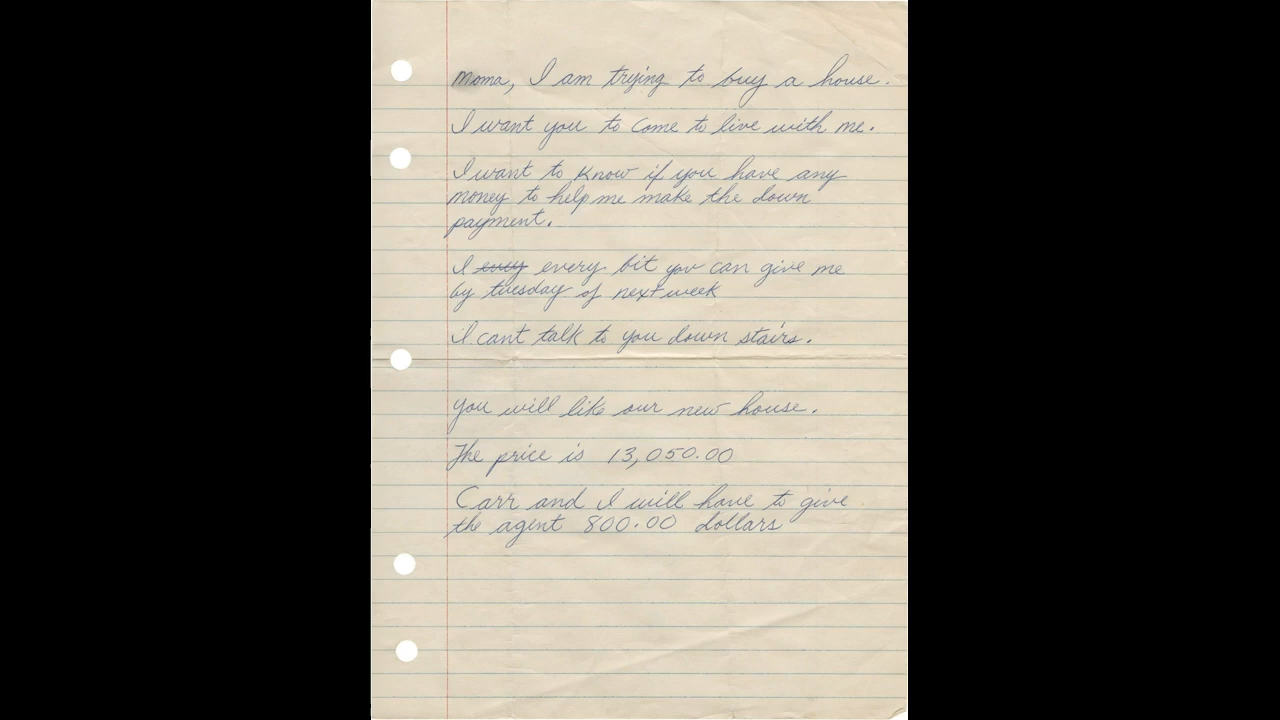 Moma, I am trying to buy a house.
I want you to come to live with me.
I want to know if you have any
money to help me make the down
payment.
I every bit you can give me
by tuesday of next week
I cant talk to you down stairs.
You will like our new house.
The price is 13,050.00
Carr and I will have to give
the agent 800.00 dollars